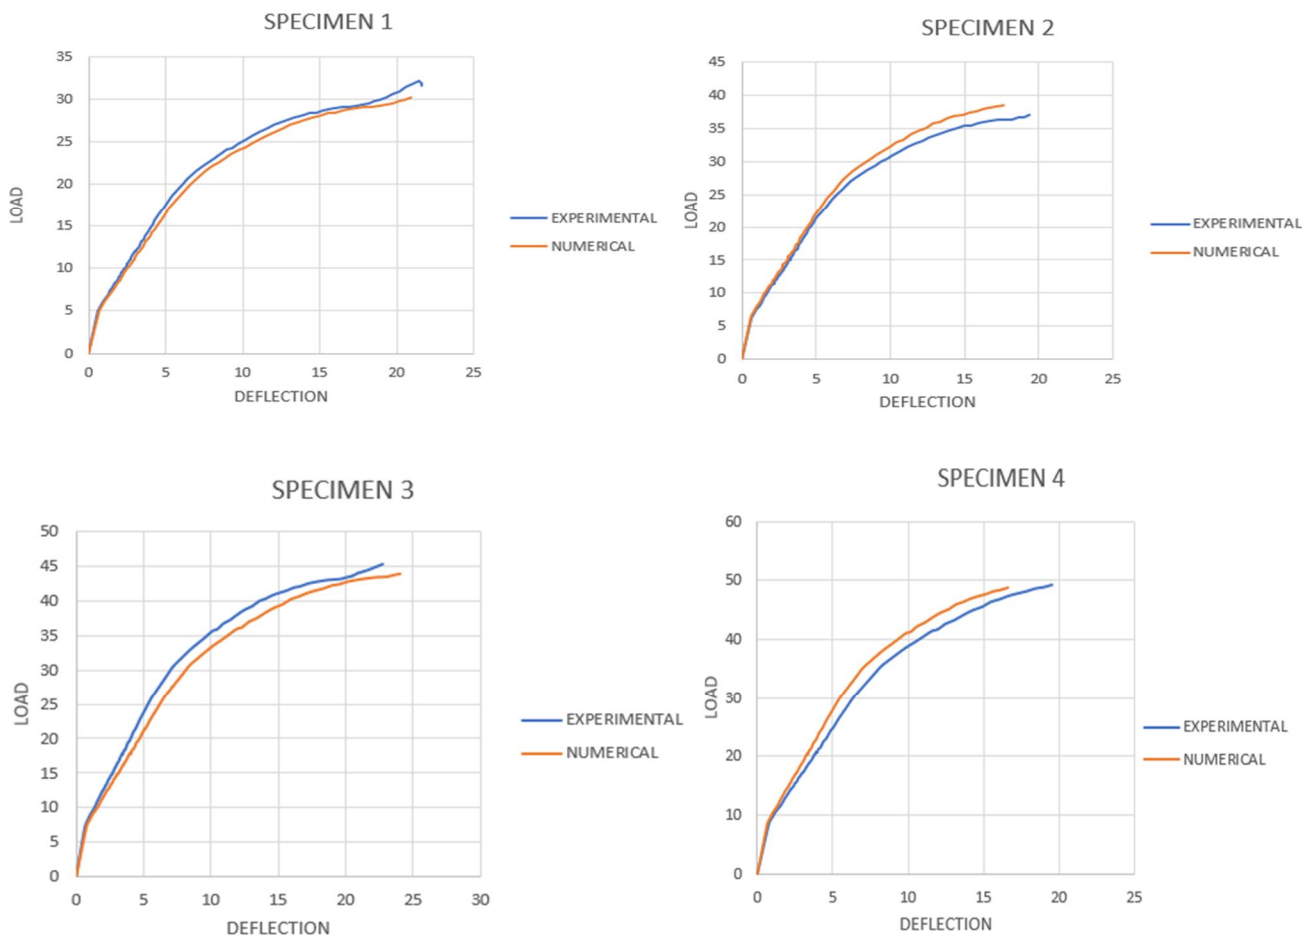 SPECIMEN 1
35
30
25
20
15
10
5
0
LOAD
0 5 10 15 20 25
DEFLECTION
EXPERIMENTAL
NUMERICAL
SPECIMEN 2
45
40
35
30
25
20
15
10
5
0
LOAD
0 5 10 15 20 25
DEFLECTION
EXPERIMENTAL
NUMERICAL
SPECIMEN 3
50
45
40
35
30
25
20
15
10
5
0
LOAD
0 5 10 15 20 25 30
DEFLECTION
EXPERIMENTAL
NUMERICAL
SPECIMEN 4
60
50
40
30
20
10
0
LOAD
0 5 10 15 20 25
DEFLECTION
EXPERIMENTAL
NUMERICAL